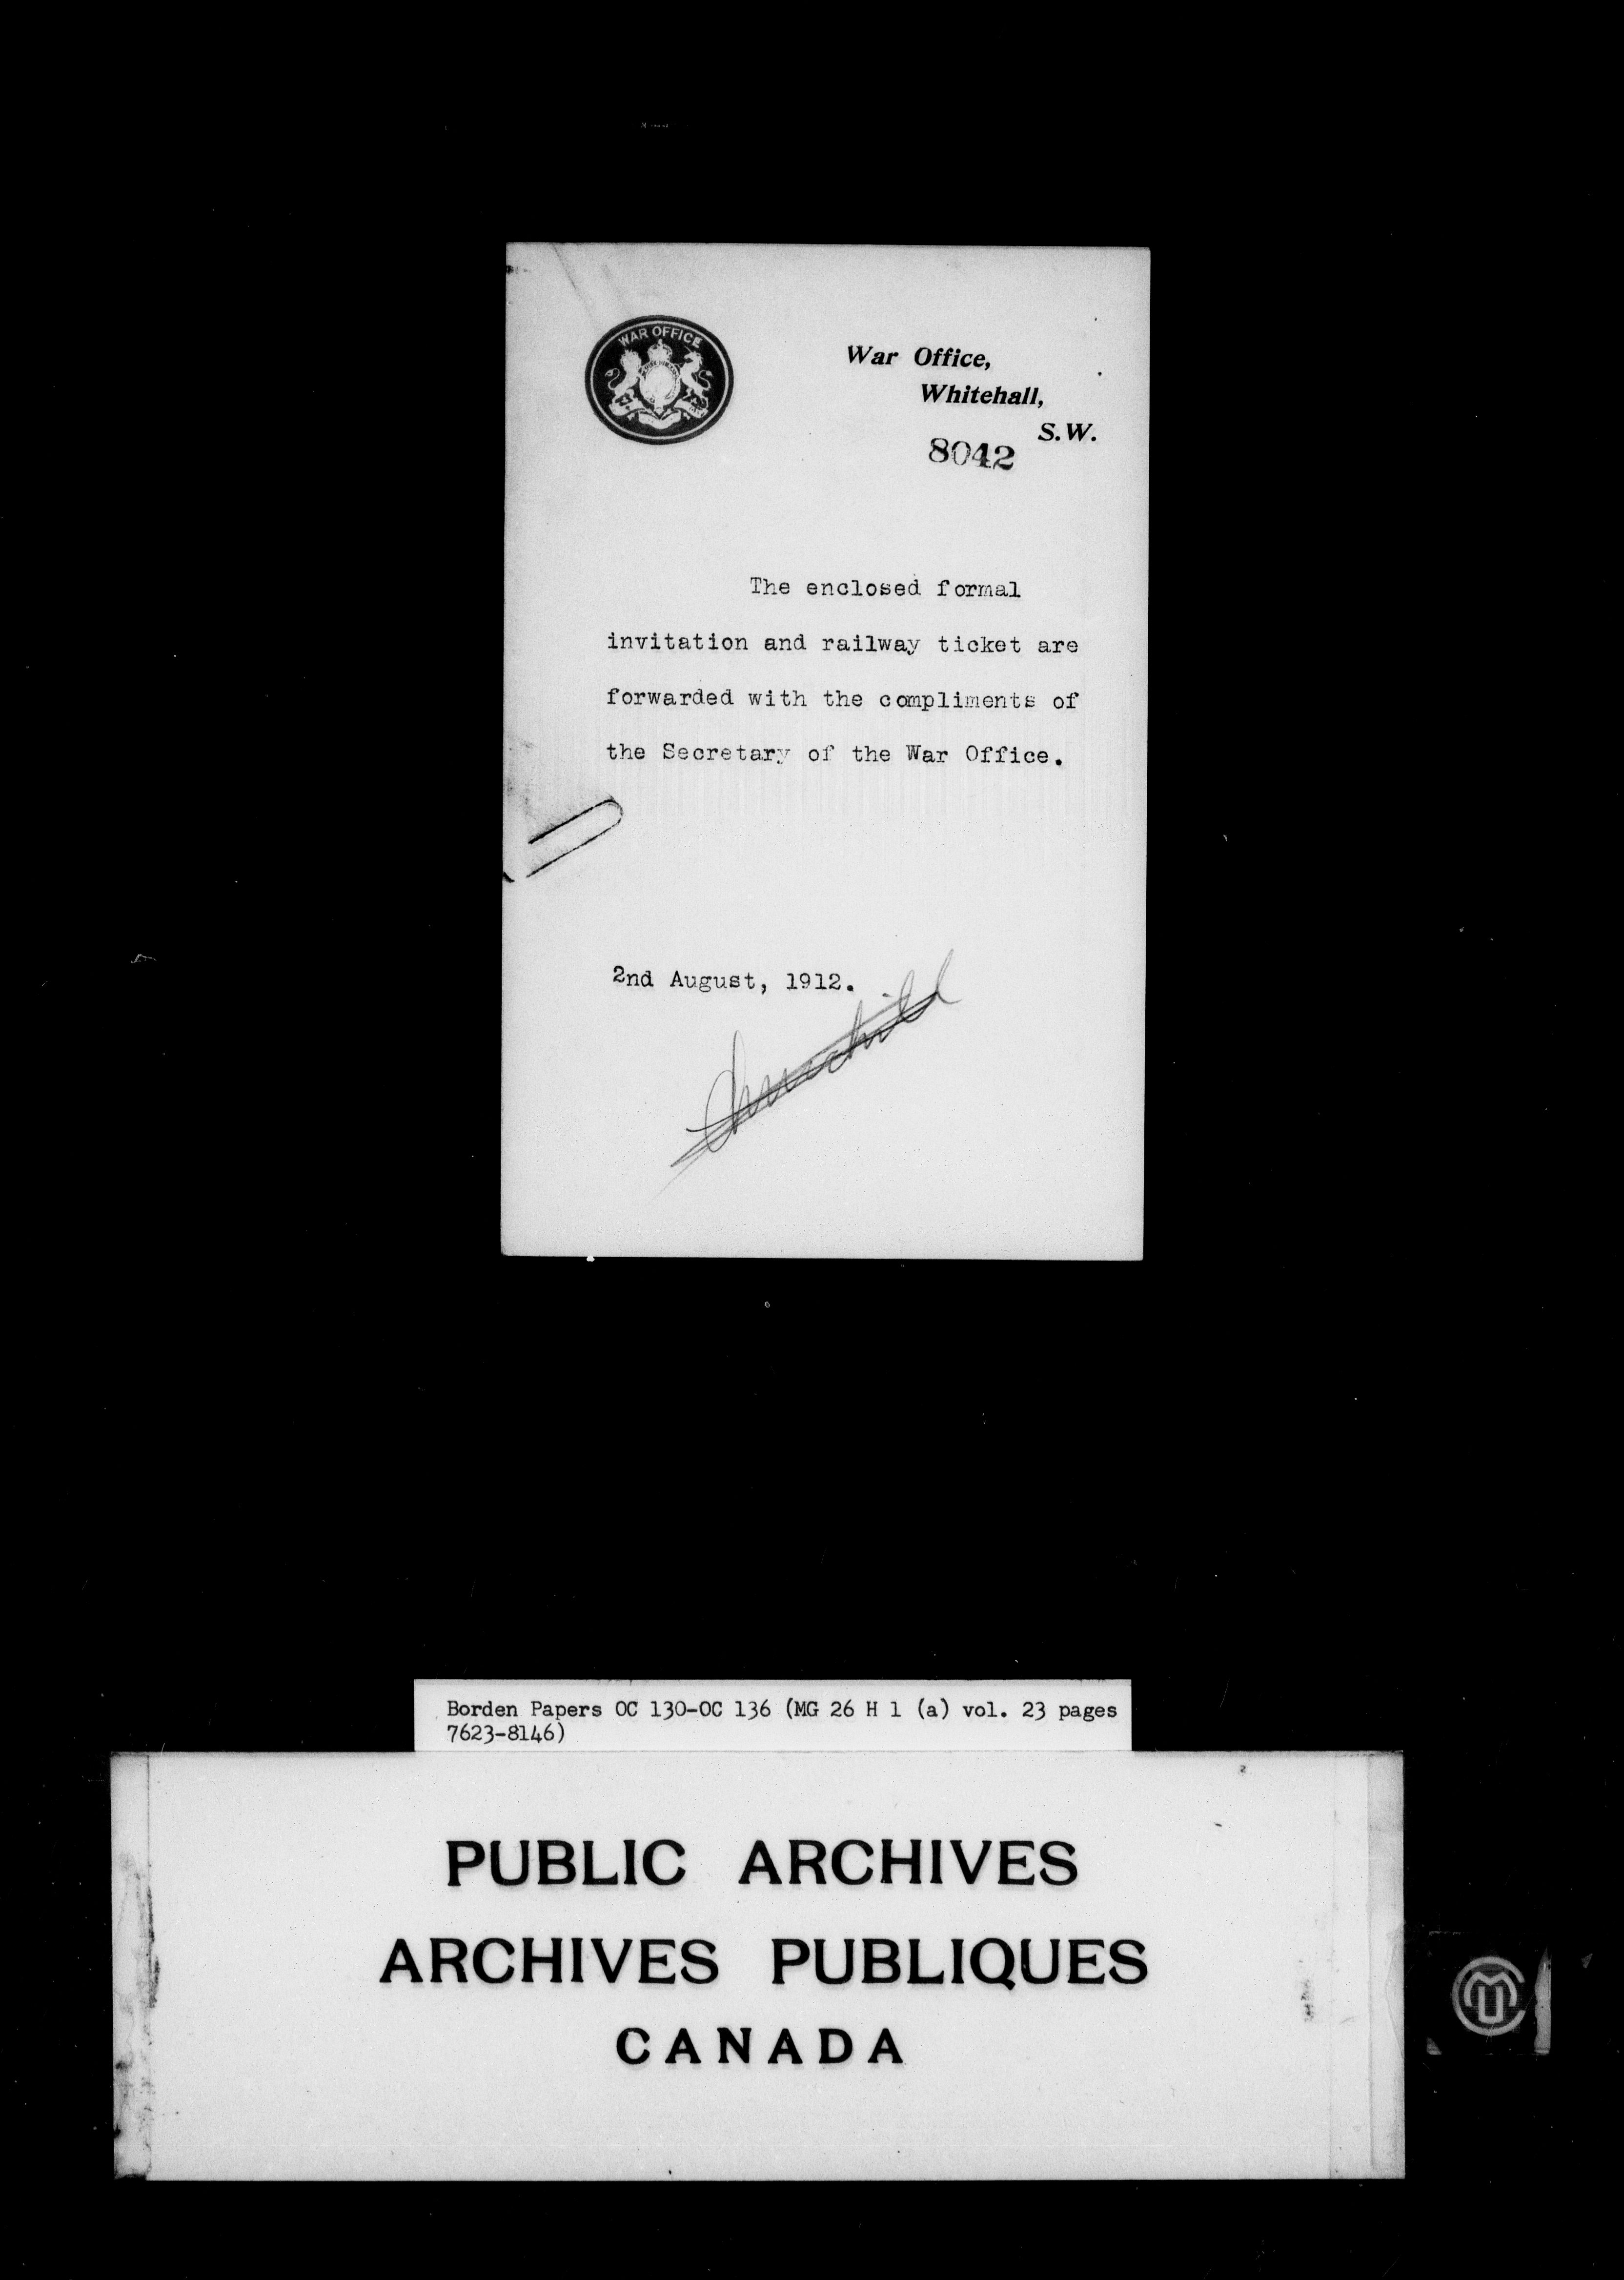 WAR OFFICE
War Office,
Whitehall,
S.W.
8042
The enclosed formal
invitation and railway ticket are
forwarded with the compliments of
the Secretary of the War Office.
2nd August, 1912.
Borden Papers OC 130-OC 136 (MG 26 H 1 (a) vol. 23 pages
7623-8146)
PUBLIC ARCHIVES
ARCHIVES PUBLIQUES
CANADA